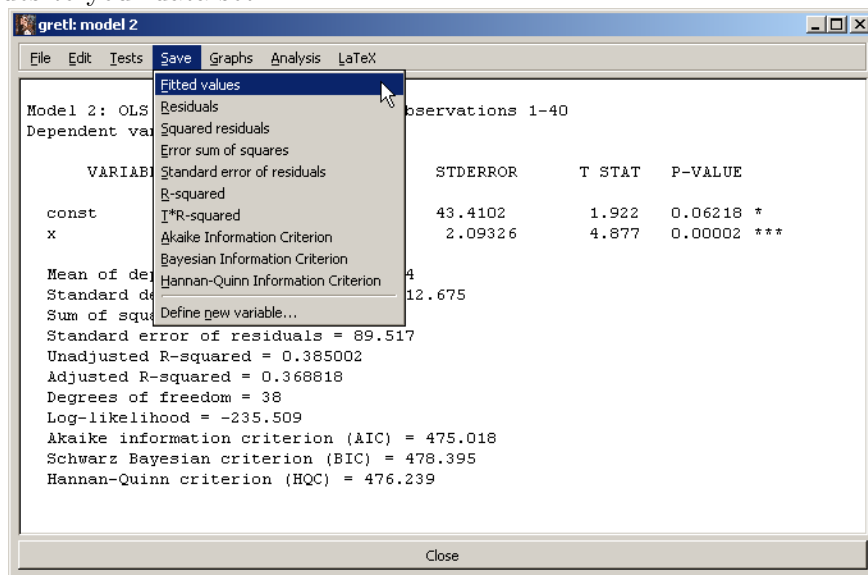 gretl: model 2
File Edit Tests Save Graphs Analysis LaTeX
Fitted values
Residuals
Squared residuals
Error sum of squares
Standard error of residuals
R-squared
T*R-squared
Akaike Information Criterion
Bayesian Information Criterion
Hannan-Quinn Information Criterion
Define new variable...
Model 2: OLS bservations 1-40
Dependent va
VARIAB STDERROR T STAT P-VALUE
const 43.4102 1.922 0.06218 *
x 2.09326 4.877 0.00002 ***
Mean of de 4
Standard de 12.675
Sum of squa
Standard error of residuals = 89.517
Unadjusted R-squared = 0.385002
Adjusted R-squared = 0.368818
Degrees of freedom = 38
Log-likelihood = -235.509
Akaike information criterion (AIC) = 475.018
Schwarz Bayesian criterion (BIC) = 478.395
Hannan-Quinn criterion (HQC) = 476.239
Close